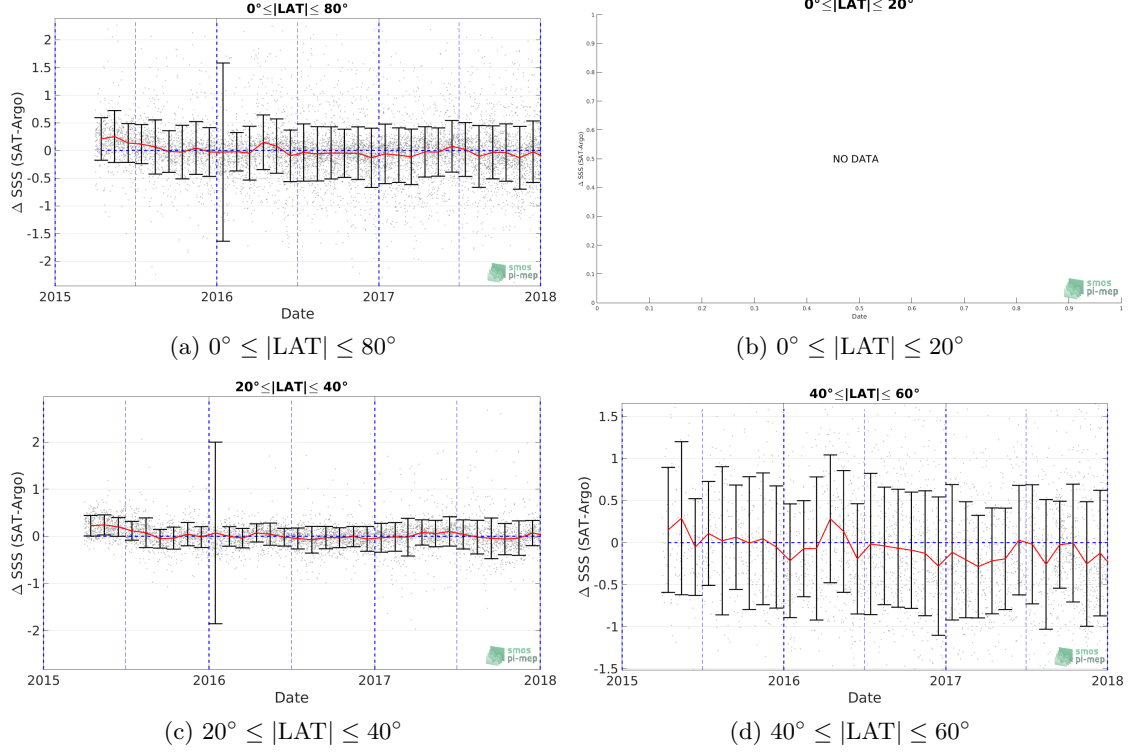 0°≤|LAT|≤ 80°
Δ SSS (SAT-Argo)
2
1.5
1
0.5
0
-0.5
-1
-1.5
-2
2015
2016
2017
2018
Date
smos
pi-mep
(a) 0° ≤ |LAT| ≤ 80°
0°≤|LAT|≤ 20°
Δ SSS (SAT-Argo)
1
0.9
0.8
0.7
0.6
0.5
0.4
0.3
0.2
0.1
0
NO DATA
0
0.1
0.2
0.3
0.4
0.5
0.6
0.7
0.8
0.9
1
Date
smos
pi-mep
(b) 0° ≤ |LAT| ≤ 20°
20°≤|LAT|≤ 40°
Δ SSS (SAT-Argo)
2
1
0
-1
-2
2015
2016
2017
2018
Date
smos
pi-mep
(c) 20° ≤ |LAT| ≤ 40°
40°≤|LAT|≤ 60°
Δ SSS (SAT-Argo)
1.5
1
0.5
0
-0.5
-1
-1.5
2015
2016
2017
2018
Date
smos
pi-mep
(d) 40° ≤ |LAT| ≤ 60°